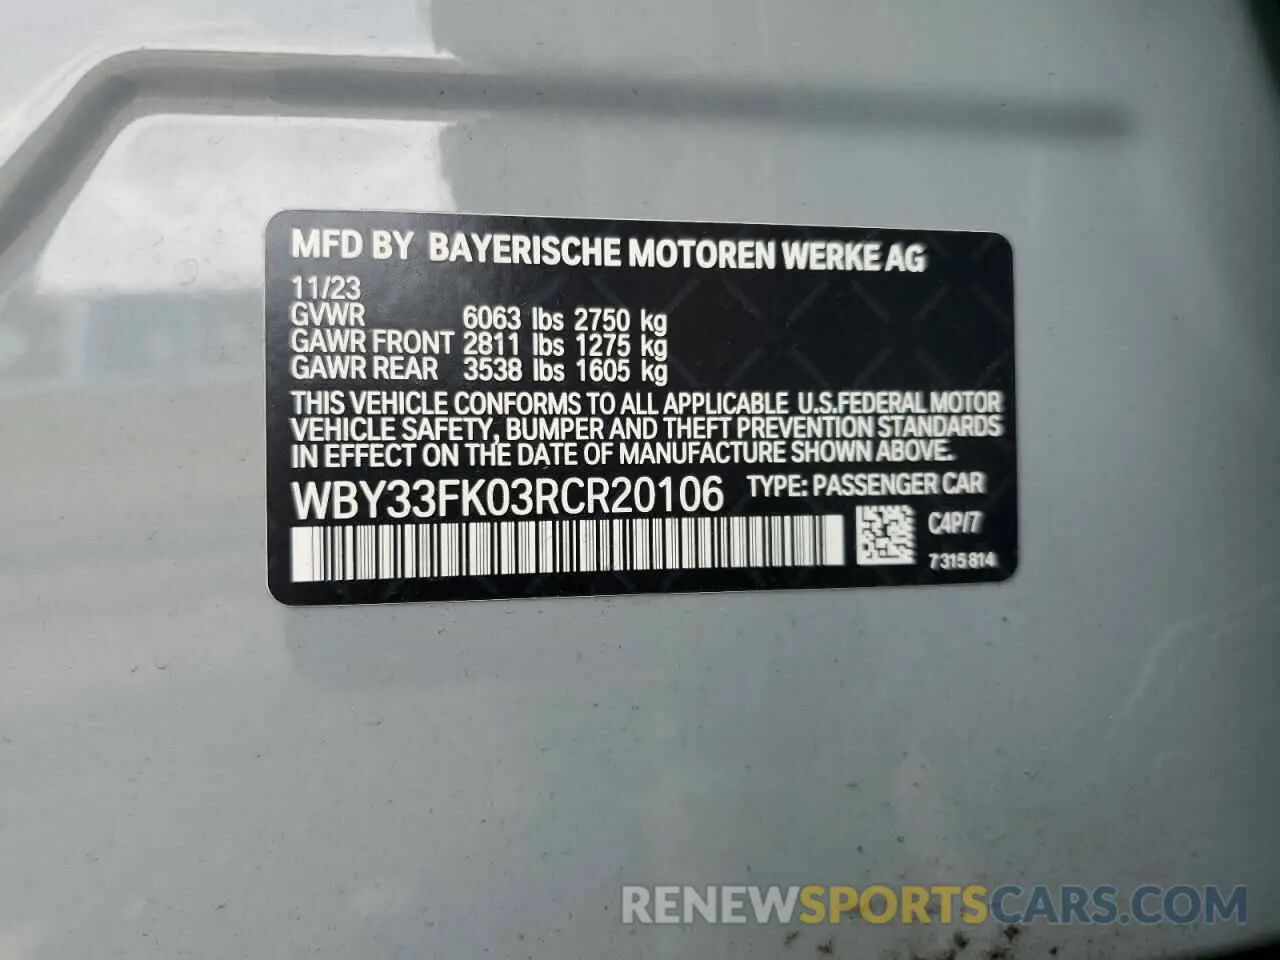 MFD BY BAYERISCHE MOTOREN WERKE AG
11/23
GVWR 6063 lbs 2750 kg
GAWR FRONT 2811 lbs 1275 kg
GAWR REAR 3538 lbs 1605 kg
THIS VEHICLE CONFORMS TO ALL APPLICABLE U.S.FEDERAL MOTOR
VEHICLE SAFETY, BUMPER AND THEFT PREVENTION STANDARDS
IN EFFECT ON THE DATE OF MANUFACTURE SHOWN ABOVE.
WBY33FK03RCR20106 TYPE: PASSENGER CAR
C4P/7
7315814
RENEWSPORTSCARS.COM